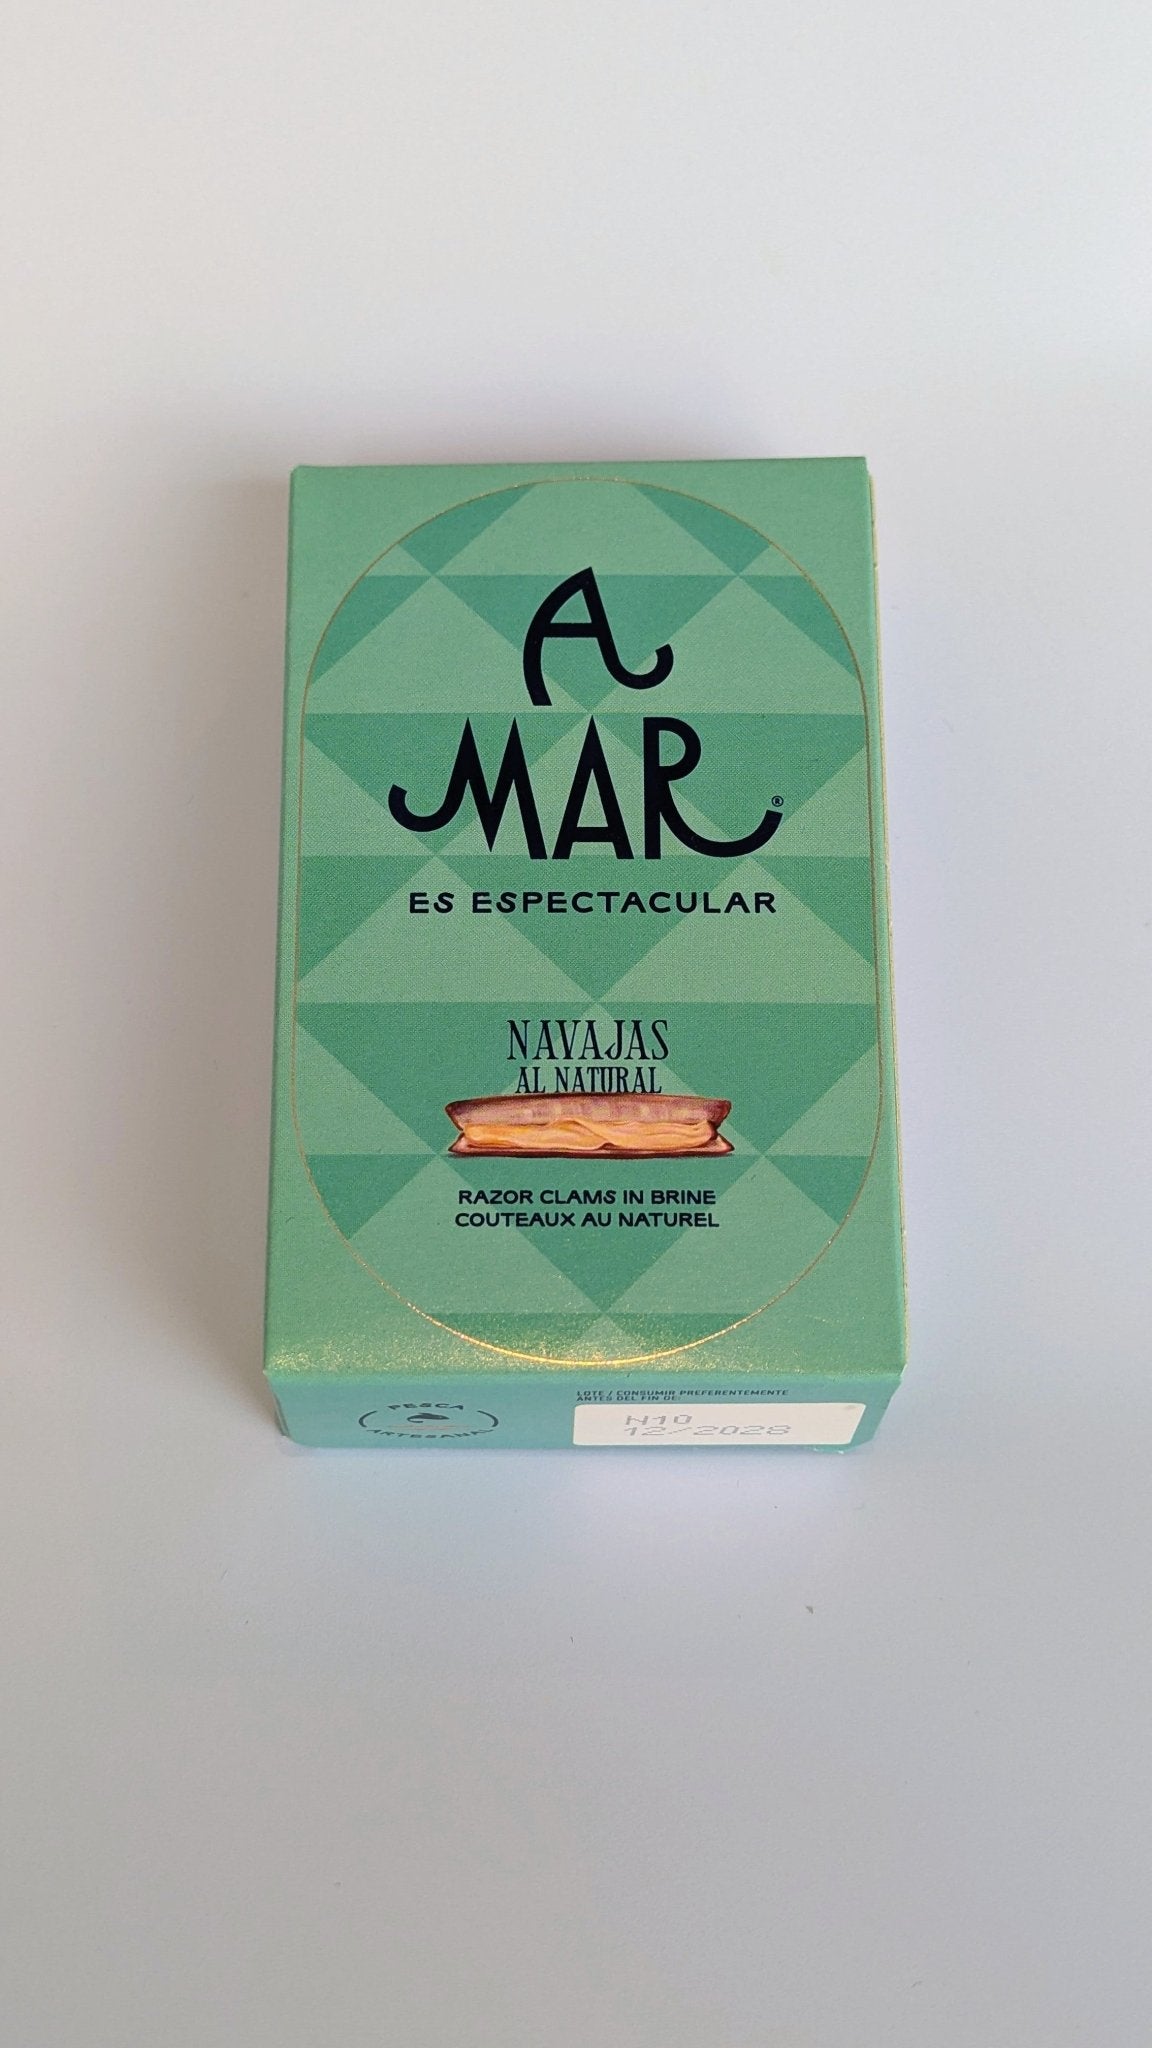 A
MAR®
ES ESPECTACULAR
NAVAJAS
AL NATURAL
RAZOR CLAMS IN BRINE
COUTEAUX AU NATUREL
PESCA
ARTESANAL
LOTE / CONSUMIR PREFERENTEMENTE
ANTES DEL FIN DE:
N10
12/2028